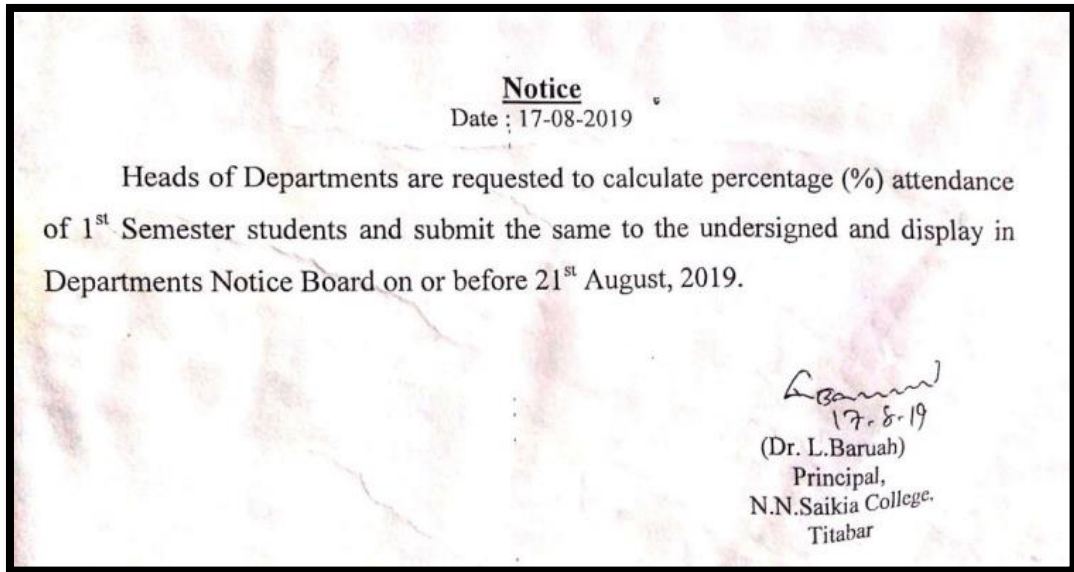 Notice
Date : 17-08-2019
Heads of Departments are requested to calculate percentage (%) attendance
of 1st Semester students and submit the same to the undersigned and display in
Departments Notice Board on or before 21st August, 2019.
17-8-19
(Dr. L.Baruah)
Principal,
N.N.Saikia College.
Titabar